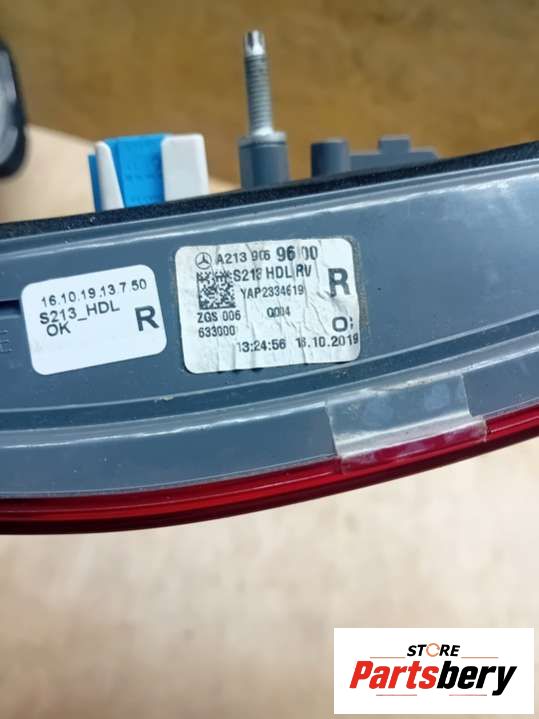 16.10.19.13.7.50
S213_HDL
OK
R
A213 906 96 00
S213 HDL RV
YAP2334619
R
ZGS 006
Q004
633000
13:24:56 16.10.2019
STORE
Partsbery